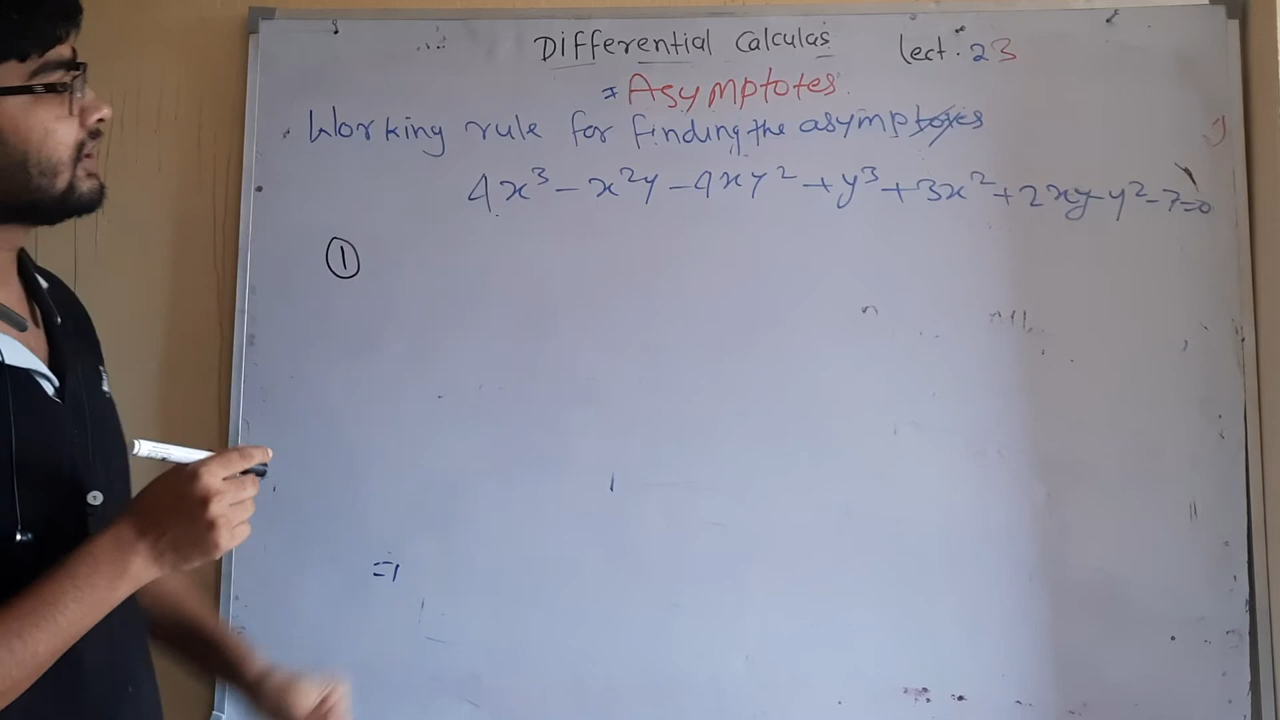 Differential Calculas lect. 23
Asymptotes.
Working rule for finding the asymptotes
4x³ - x²y - 4xy² + y³ + 3x² + 2xy - y² - 7 = 0
①
=)